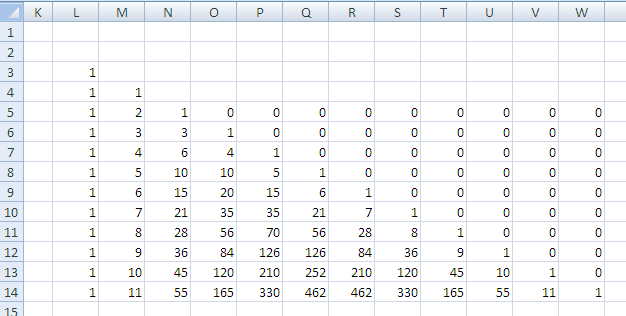 K L M N O P Q R S T U V W
1
2
3 1
4 1 1
5 1 2 1 0 0 0 0 0 0 0 0 0
6 1 3 3 1 0 0 0 0 0 0 0 0
7 1 4 6 4 1 0 0 0 0 0 0 0
8 1 5 10 10 5 1 0 0 0 0 0 0
9 1 6 15 20 15 6 1 0 0 0 0 0
10 1 7 21 35 35 21 7 1 0 0 0 0
11 1 8 28 56 70 56 28 8 1 0 0 0
12 1 9 36 84 126 126 84 36 9 1 0 0
13 1 10 45 120 210 252 210 120 45 10 1 0
14 1 11 55 165 330 462 462 330 165 55 11 1
15